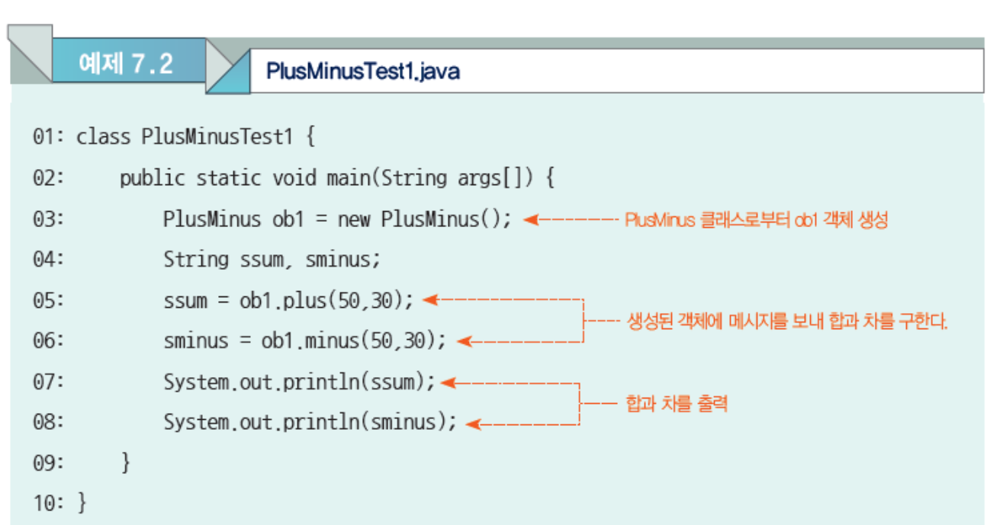 예제 7.2
PlusMinusTest1.java
01: class PlusMinusTest1 {
02: public static void main(String args[]) {
03: PlusMinus ob1 = new PlusMinus(); PlusMinus 클래스로부터 ob1 객체 생성
04: String ssum, sminus;
05: ssum = ob1.plus(50,30);
생성된 객체에 메시지를 보내 합과 차를 구한다.
06: sminus = ob1.minus(50,30);
07: System.out.println(ssum);
합과 차를 출력
08: System.out.println(sminus);
09: }
10: }